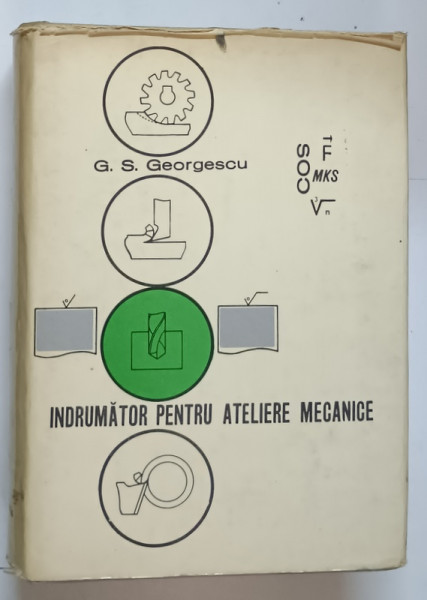 G. S. Georgescu
COS
MKS
∛n
INDRUMĂTOR PENTRU ATELIERE MECANICE